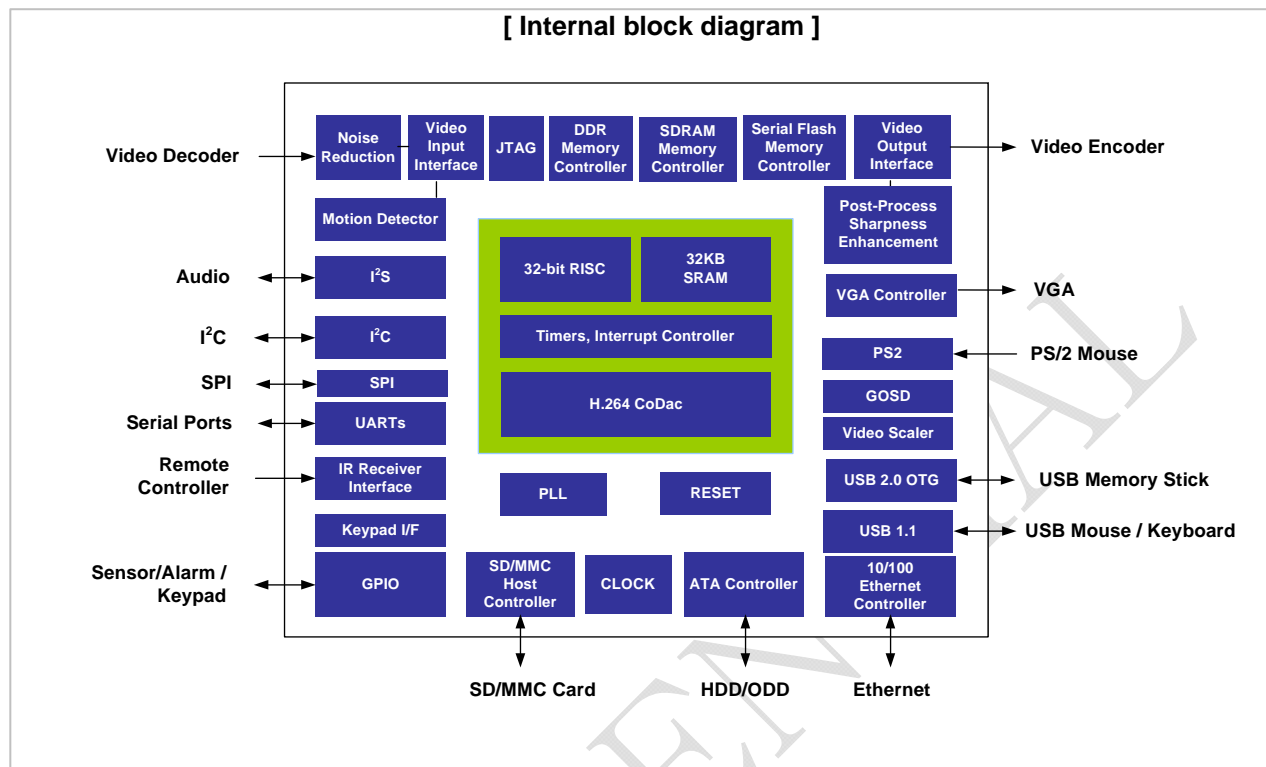 [ Internal block diagram ]
Noise
Reduction
Video
Input
Interface
JTAG
DDR
Memory
Controller
SDRAM
Memory
Controller
Serial Flash
Memory
Controller
Video
Output
Interface
Video Decoder
Video Encoder
Motion Detector
Post-Process
Sharpness
Enhancement
32-bit RISC
32KB
SRAM
Audio
I²S
VGA Controller
VGA
I²C
I²C
Timers, Interrupt Controller
PS2
PS/2 Mouse
SPI
SPI
H.264 CoDac
GOSD
Serial Ports
UARTs
Video Scaler
Remote
Controller
IR Receiver
Interface
PLL
RESET
USB 2.0 OTG
USB Memory Stick
Keypad I/F
USB 1.1
USB Mouse / Keyboard
Sensor/Alarm /
Keypad
GPIO
SD/MMC
Host
Controller
CLOCK
ATA Controller
10/100
Ethernet
Controller
SD/MMC Card
HDD/ODD
Ethernet